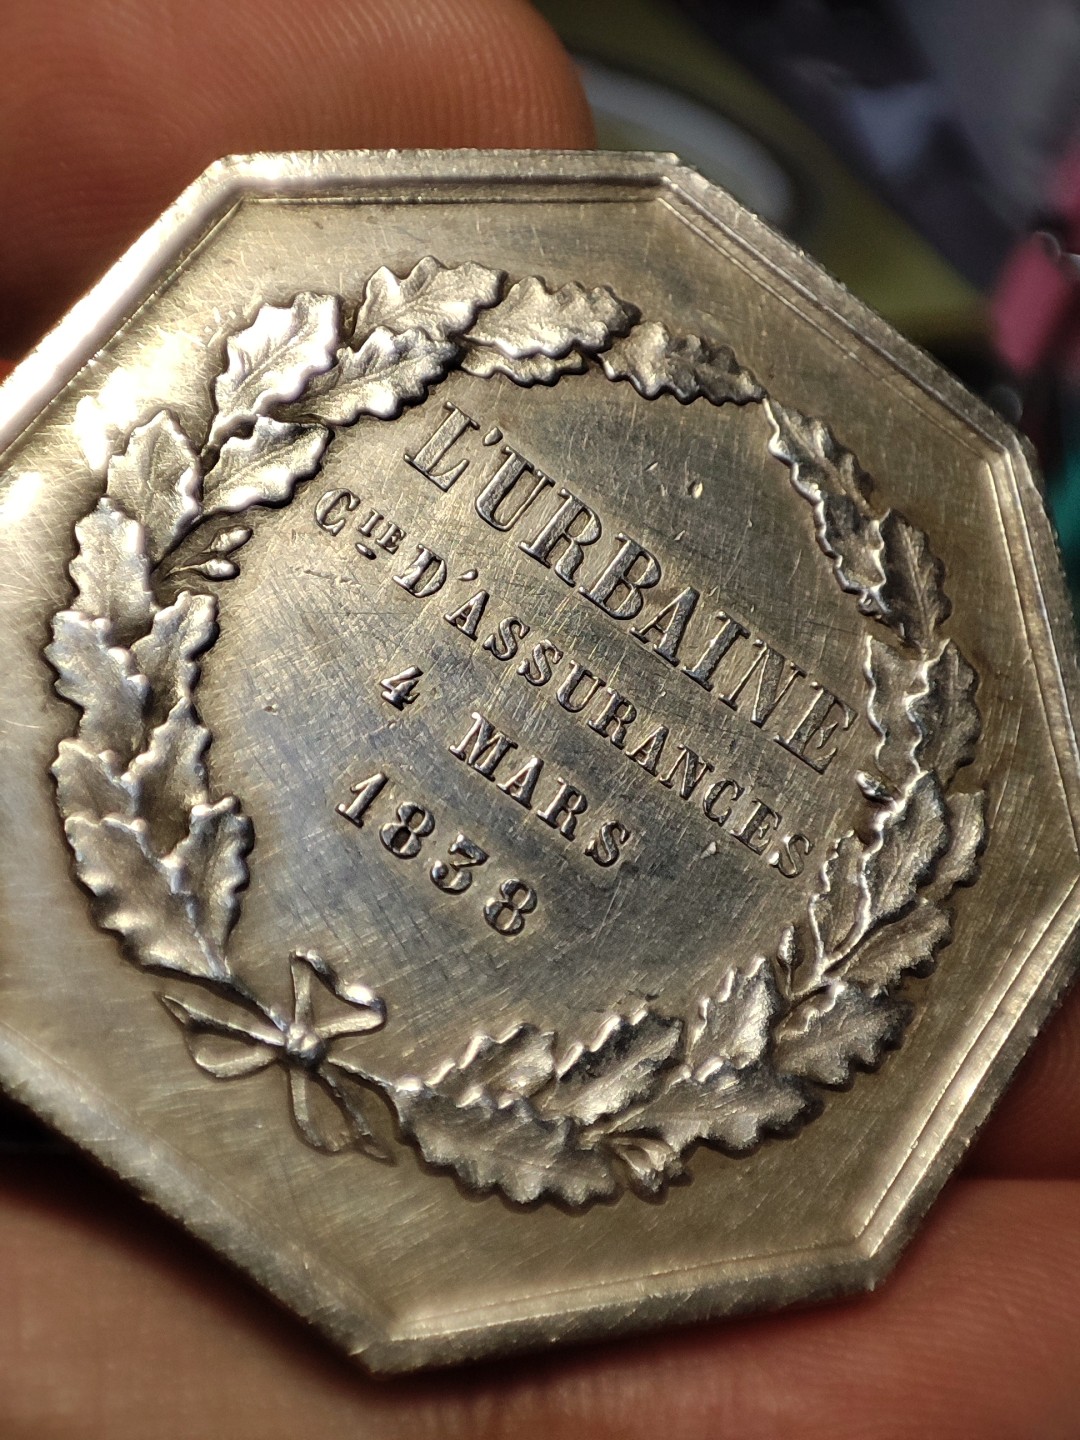 L'URBAINE
CIE D'ASSURANCES
4 MARS
1838